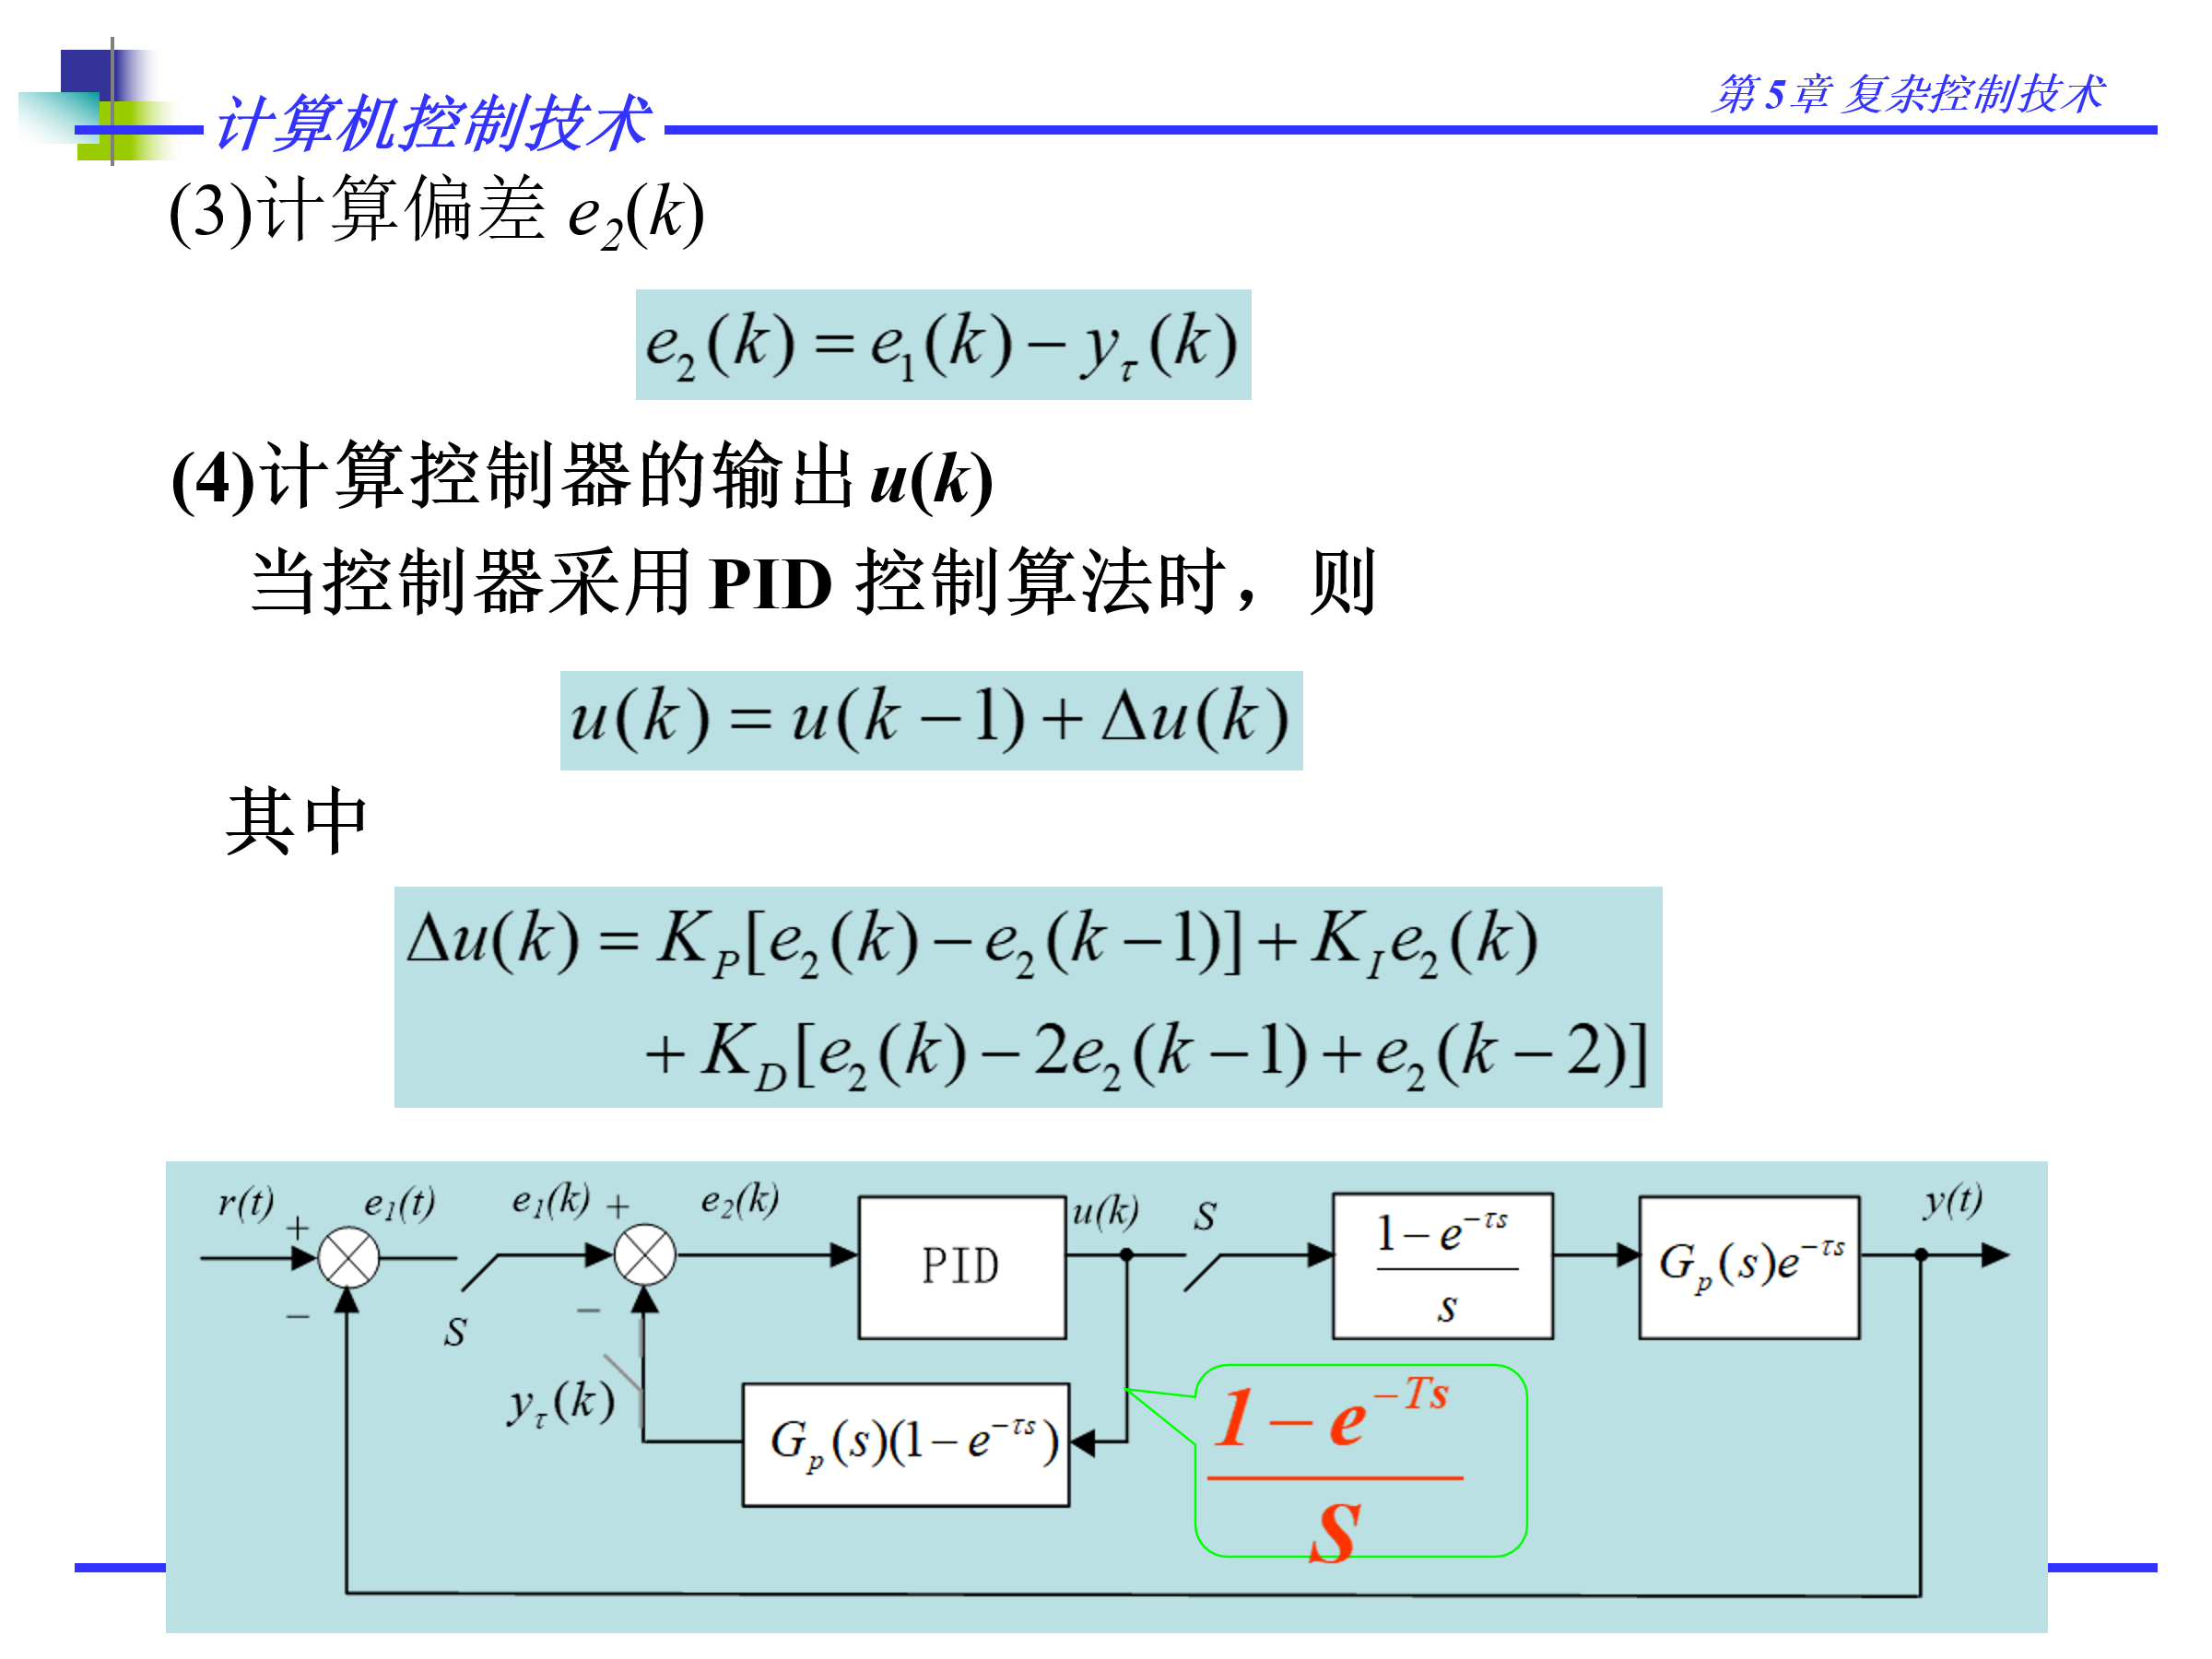 计算机控制技术
第5章 复杂控制技术
(3)计算偏差 e₂(k)
e₂(k) = e₁(k) − y_τ(k)
(4)计算控制器的输出 u(k)
当控制器采用 PID 控制算法时，则
u(k) = u(k − 1) + Δu(k)
其中
Δu(k) = K_P[e₂(k) − e₂(k − 1)] + K_I e₂(k)
+ K_D[e₂(k) − 2e₂(k − 1) + e₂(k − 2)]
r(t)
+
−
e₁(t)
S
e₁(k)
+
−
e₂(k)
PID
u(k)
S
(1 − e^{−τs}) / s
G_p(s)e^{−τs}
y(t)
y_τ(k)
G_p(s)(1 − e^{−τs})
(1 − e^{−Ts}) / S